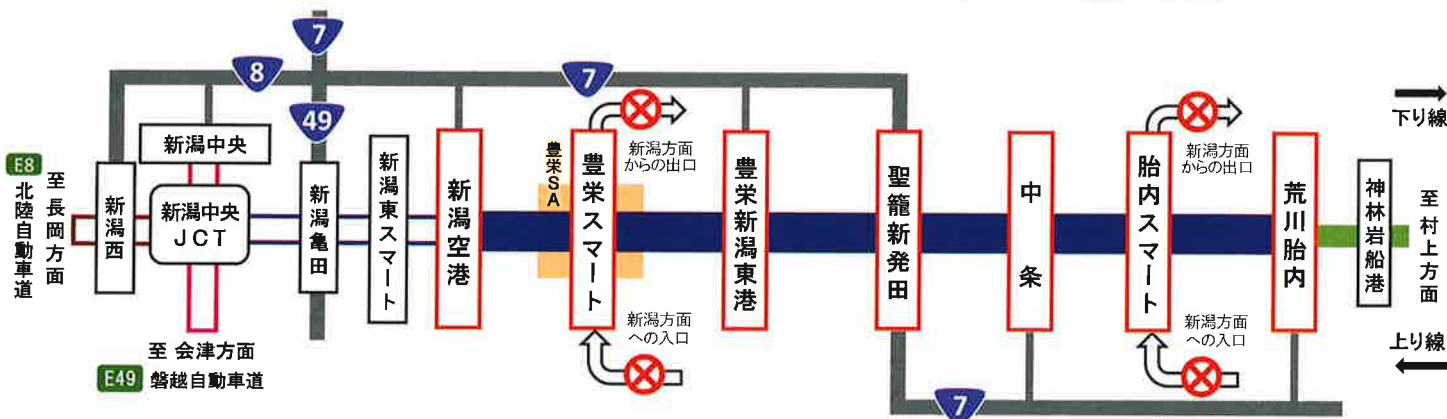 7
8
7
49
下り線
新潟中央
E8
北陸自動車道
至長岡方面
新潟西
新潟中央
JCT
新潟亀田
新潟東スマート
新潟空港
豊栄SA
豊栄スマート
新潟方面
からの出口
豊栄新潟東港
聖籠新発田
中条
胎内スマート
新潟方面
からの出口
荒川胎内
神林岩船港
至村上方面
新潟方面
への入口
新潟方面
への入口
上り線
至 会津方面
E49 磐越自動車道
7